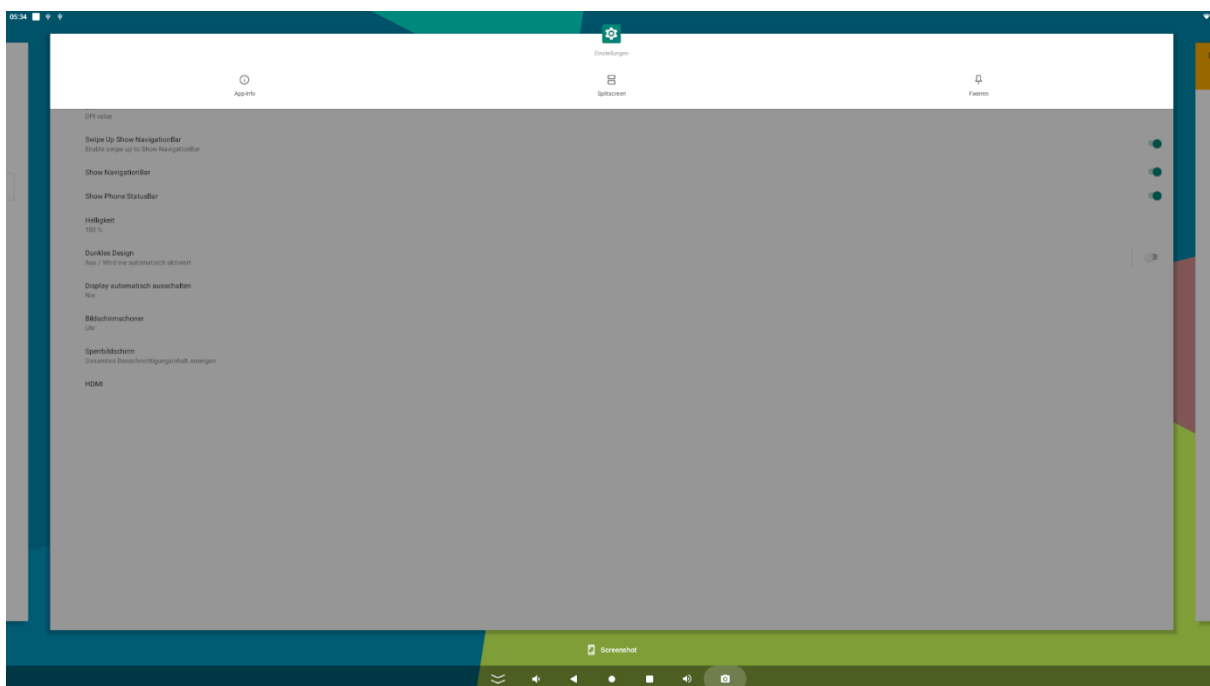 05:34
Einstellungen
App-Info
Splitscreen
Fixieren
DPI value
Swipe Up Show NavigationBar
Enable swipe up to Show NavigationBar
Show NavigationBar
Show Phone StatusBar
Helligkeit
100 %
Dunkles Design
Aus / Wird nie automatisch aktiviert
Display automatisch ausschalten
Nie
Bildschirmschoner
Uhr
Sperrbildschirm
Gesamten Benachrichtigungsinhalt anzeigen
HDMI
Screenshot